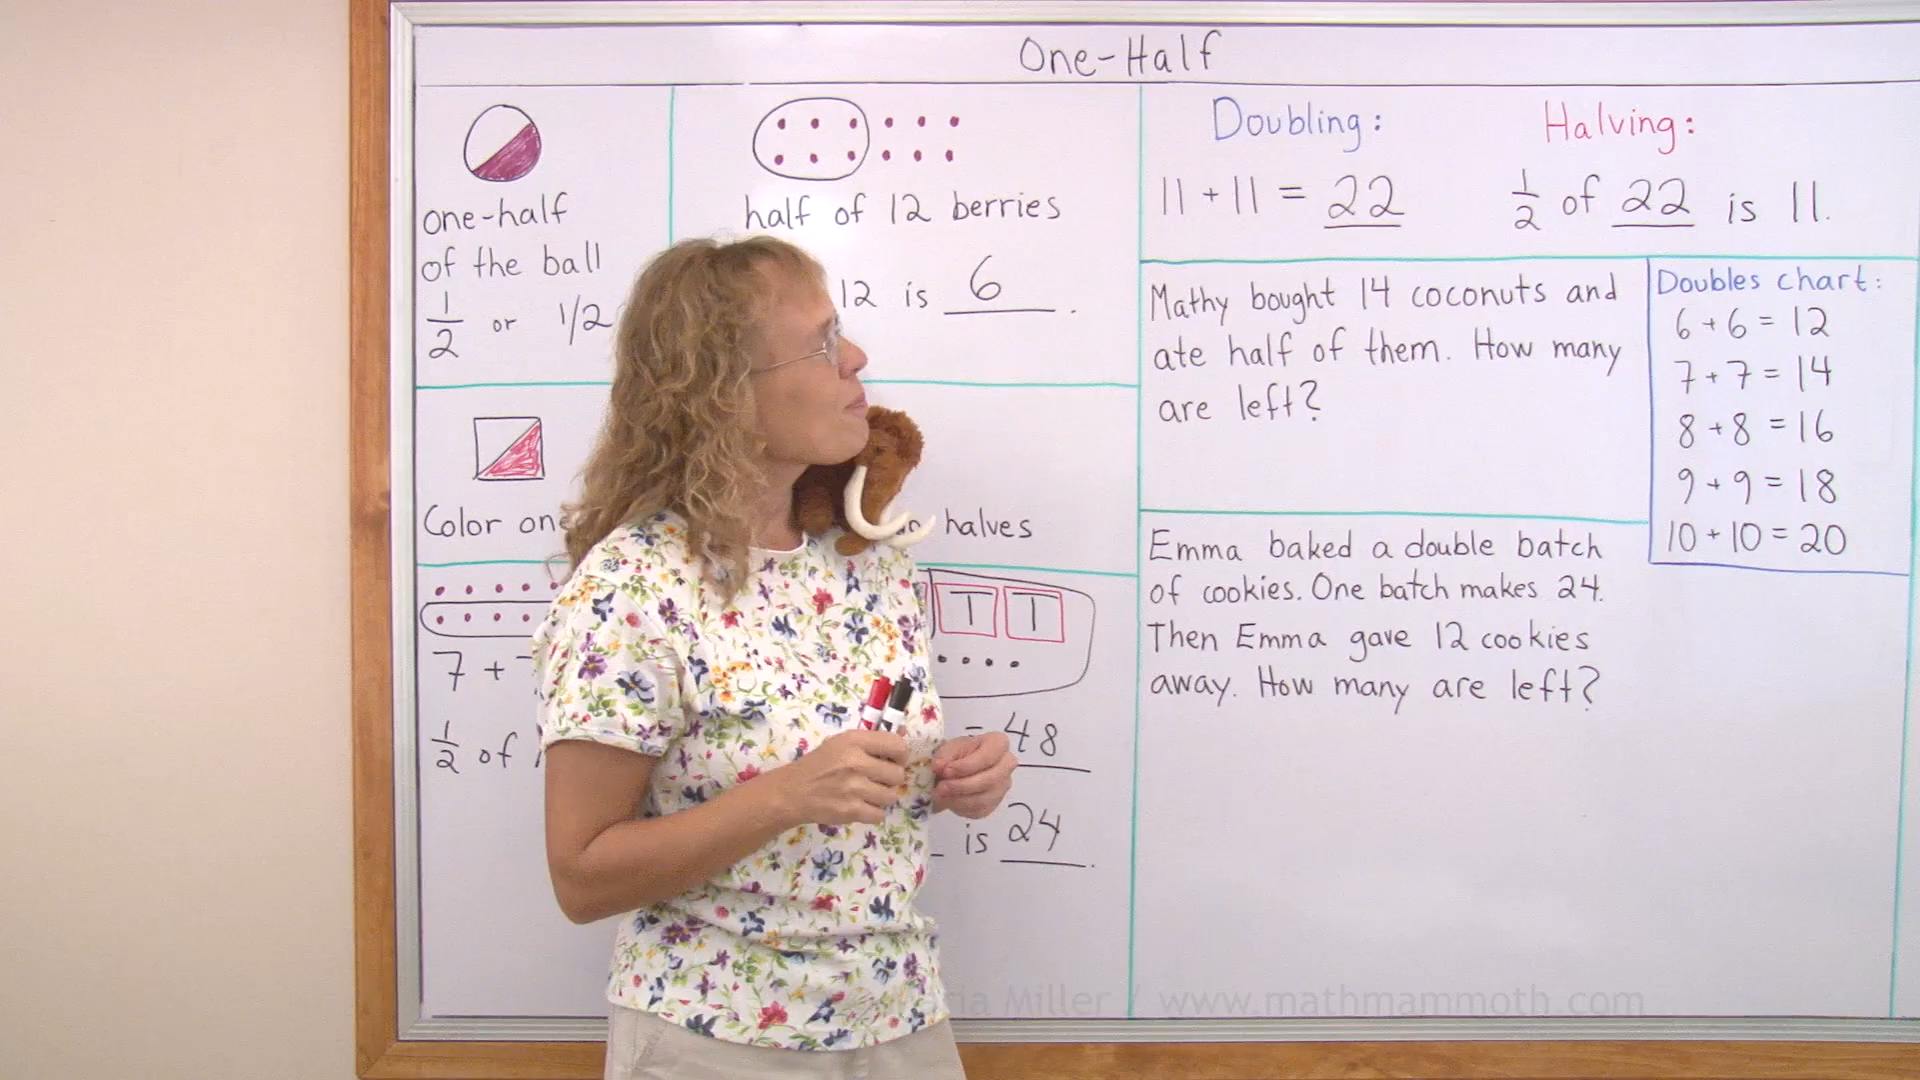 One-Half
one-half
of the ball
1/2 or 1/2
half of 12 berries
12 is 6.
Color
halves
7 +
1/2 of
T T
= 48
is 24.
Doubling:
11 + 11 = 22
Halving:
1/2 of 22 is 11.
Mathy bought 14 coconuts and
ate half of them. How many
are left?
Doubles chart:
6 + 6 = 12
7 + 7 = 14
8 + 8 = 16
9 + 9 = 18
10 + 10 = 20
Emma baked a double batch
of cookies. One batch makes 24.
Then Emma gave 12 cookies
away. How many are left?
Miller / www.mathmammoth.com